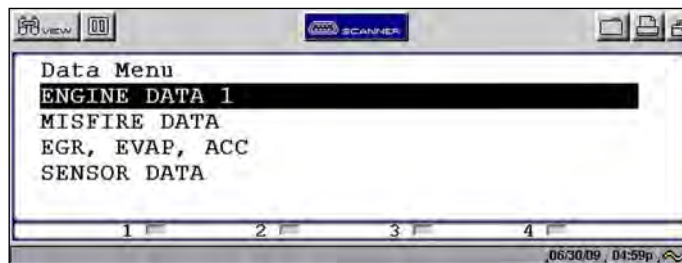 VIEW SCANNER
Data Menu
ENGINE DATA 1
MISFIRE DATA
EGR, EVAP, ACC
SENSOR DATA
1 2 3 4
06/30/09 04:59p